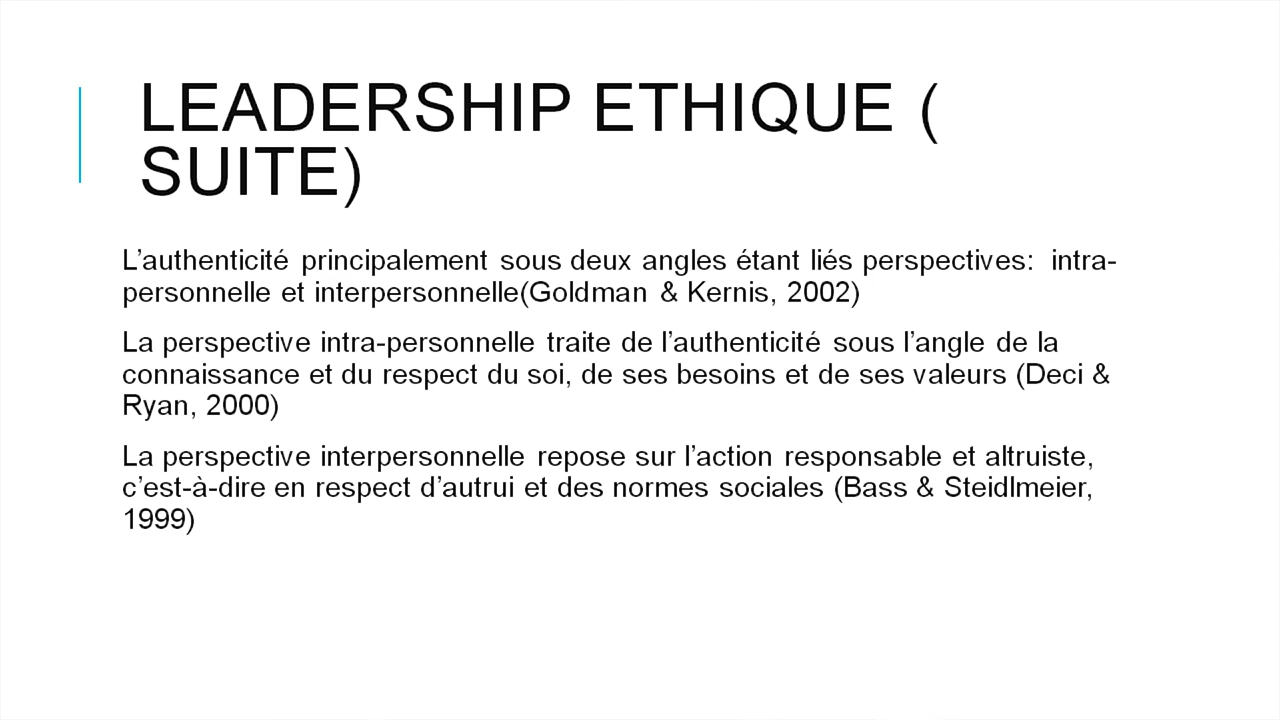 LEADERSHIP ETHIQUE (
SUITE)
L’authenticité principalement sous deux angles étant liés perspectives: intra-
personnelle et interpersonnelle(Goldman & Kernis, 2002)
La perspective intra-personnelle traite de l’authenticité sous l’angle de la
connaissance et du respect du soi, de ses besoins et de ses valeurs (Deci &
Ryan, 2000)
La perspective interpersonnelle repose sur l’action responsable et altruiste,
c’est-à-dire en respect d’autrui et des normes sociales (Bass & Steidlmeier,
1999)